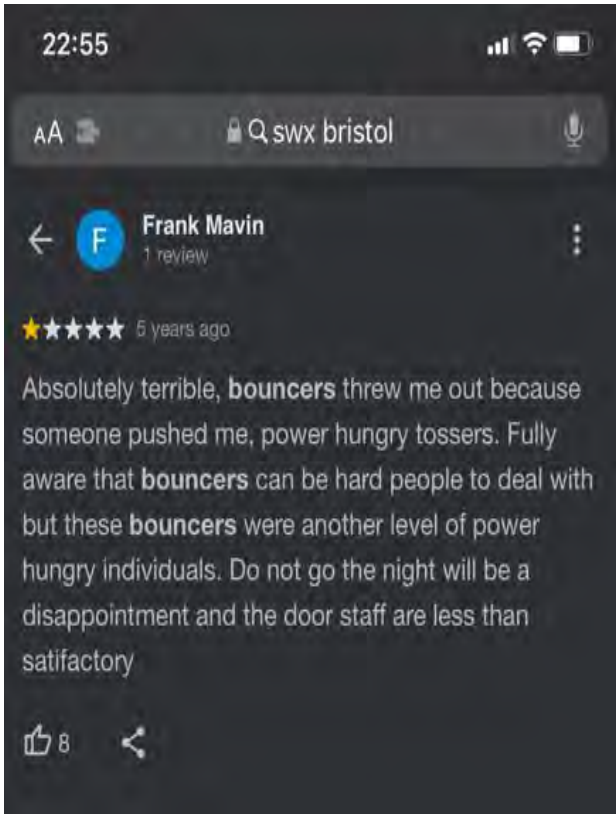 22:55
AA swx bristol
F
Frank Mavin
1 review
5 years ago
Absolutely terrible, bouncers threw me out because
someone pushed me, power hungry tossers. Fully
aware that bouncers can be hard people to deal with
but these bouncers were another level of power
hungry individuals. Do not go the night will be a
disappointment and the door staff are less than
satifactory
8